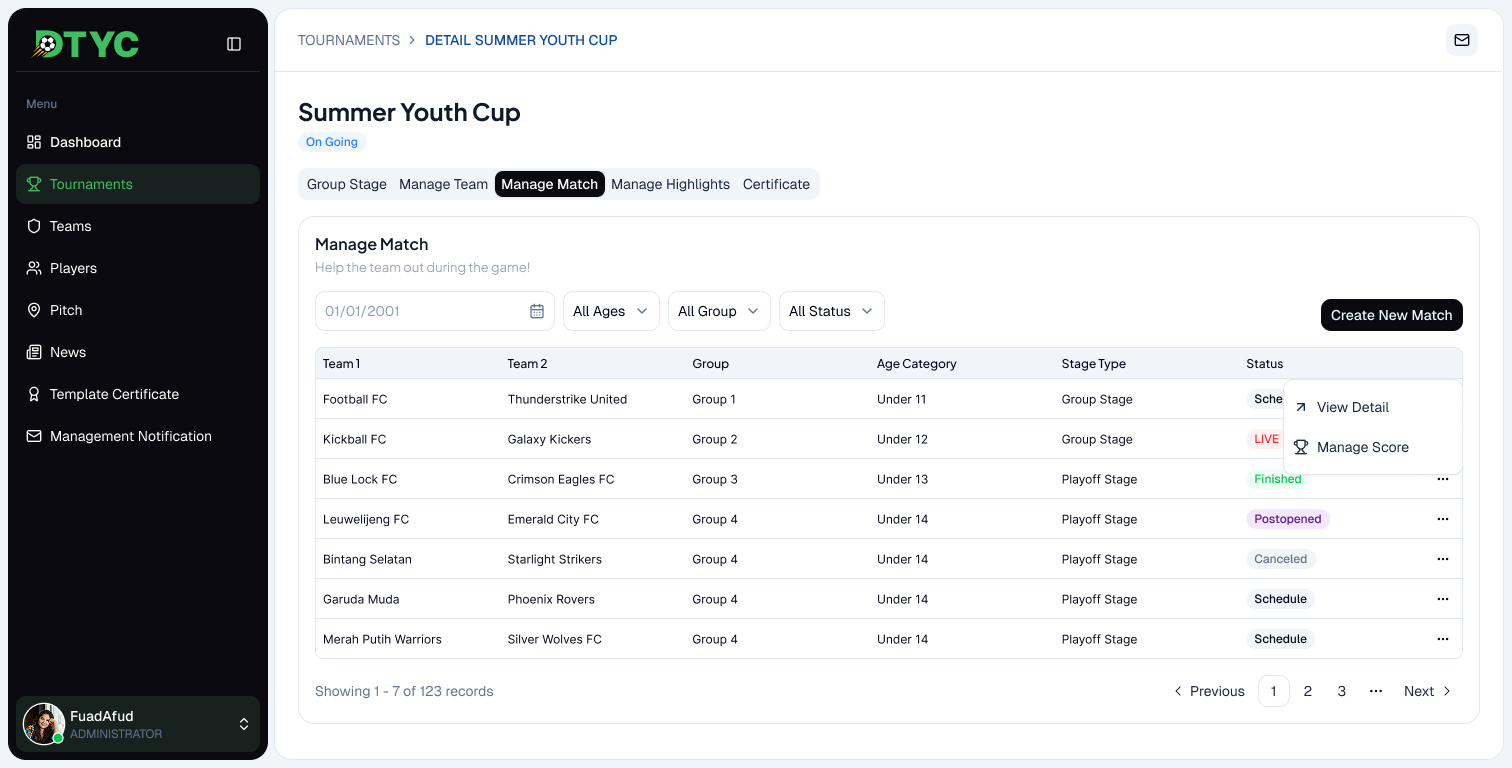 DTYC
TOURNAMENTS > DETAIL SUMMER YOUTH CUP
Menu
Dashboard
Tournaments
Teams
Players
Pitch
News
Template Certificate
Management Notification
FuadAfud
ADMINISTRATOR
Summer Youth Cup
On Going
Group Stage Manage Team Manage Match Manage Highlights Certificate
Manage Match
Help the team out during the game!
01/01/2001 All Ages All Group All Status Create New Match
Team 1 Team 2 Group Age Category Stage Type Status
Football FC Thunderstrike United Group 1 Under 11 Group Stage Sche
View Detail
Kickball FC Galaxy Kickers Group 2 Under 12 Group Stage LIVE
Manage Score
Blue Lock FC Crimson Eagles FC Group 3 Under 13 Playoff Stage Finished
Leuwelijeng FC Emerald City FC Group 4 Under 14 Playoff Stage Postopened
Bintang Selatan Starlight Strikers Group 4 Under 14 Playoff Stage Canceled
Garuda Muda Phoenix Rovers Group 4 Under 14 Playoff Stage Schedule
Merah Putih Warriors Silver Wolves FC Group 4 Under 14 Playoff Stage Schedule
Showing 1 - 7 of 123 records Previous 1 2 3 ... Next